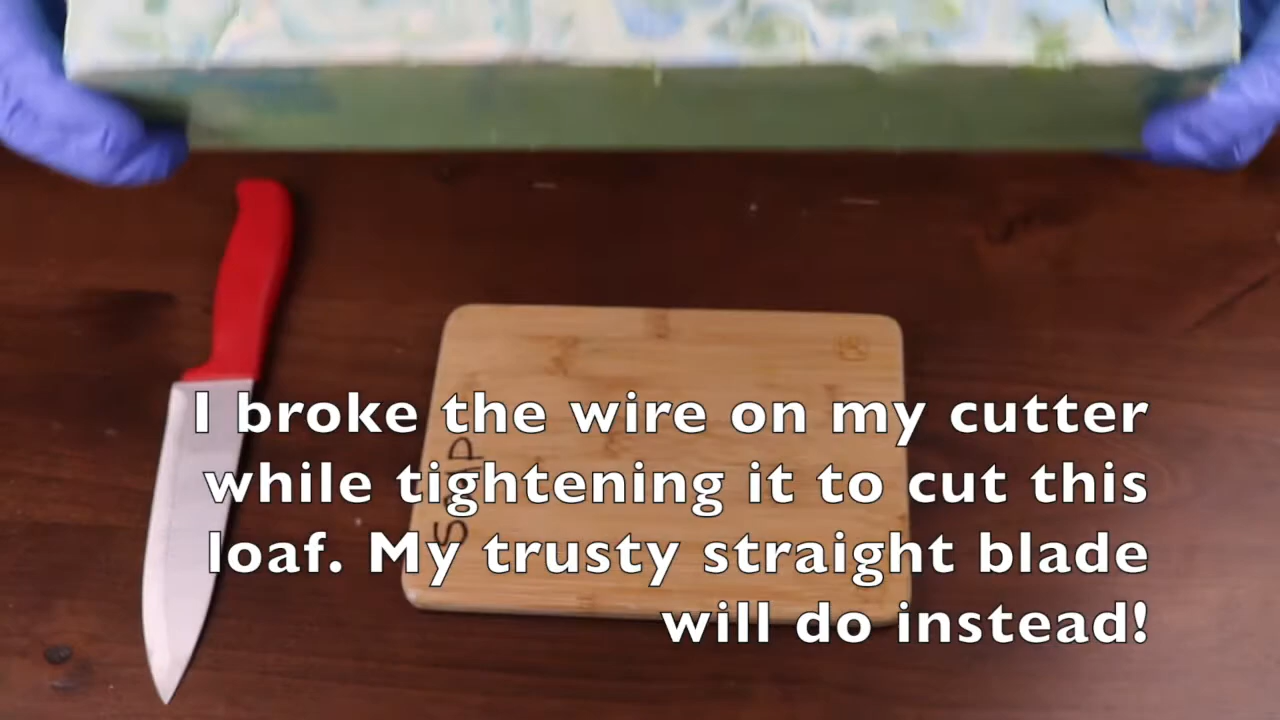 I broke the wire on my cutter
while tightening it to cut this
loaf. My trusty straight blade
will do instead!
SOAP